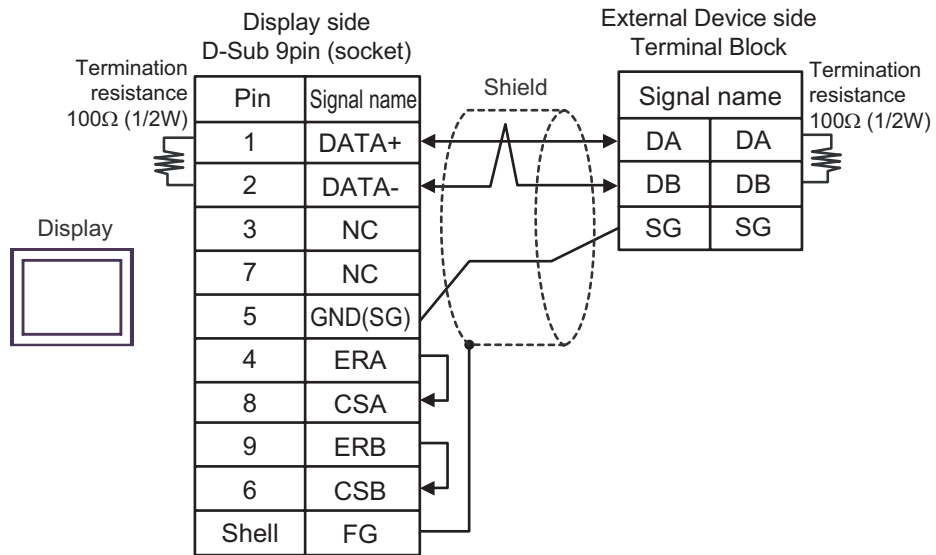 Display side
D-Sub 9pin (socket)
External Device side
Terminal Block
Termination
resistance
100Ω (1/2W)
Shield
Termination
resistance
100Ω (1/2W)
Pin Signal name
1 DATA+
2 DATA-
3 NC
7 NC
5 GND(SG)
4 ERA
8 CSA
9 ERB
6 CSB
Shell FG
Signal name
DA DA
DB DB
SG SG
Display